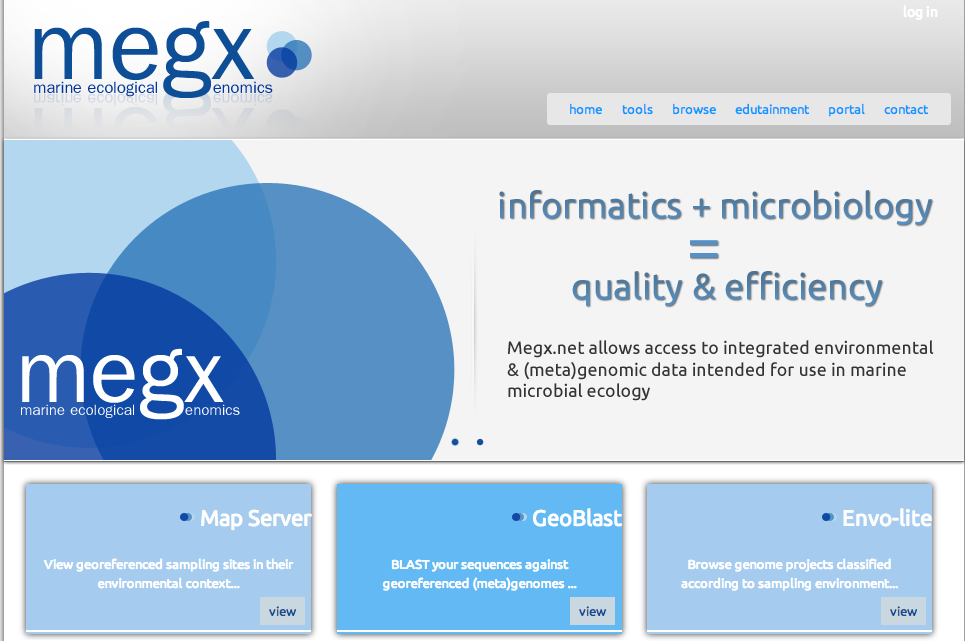 log in
megx
marine ecological genomics
home tools browse edutainment portal contact
informatics + microbiology
=
quality & efficiency
Megx.net allows access to integrated environmental
& (meta)genomic data intended for use in marine
microbial ecology
megx
marine ecological genomics
Map Server
View georeferenced sampling sites in their
environmental context...
view
GeoBlast
BLAST your sequences against
georeferenced (meta)genomes ...
view
Envo-lite
Browse genome projects classified
according to sampling environment...
view